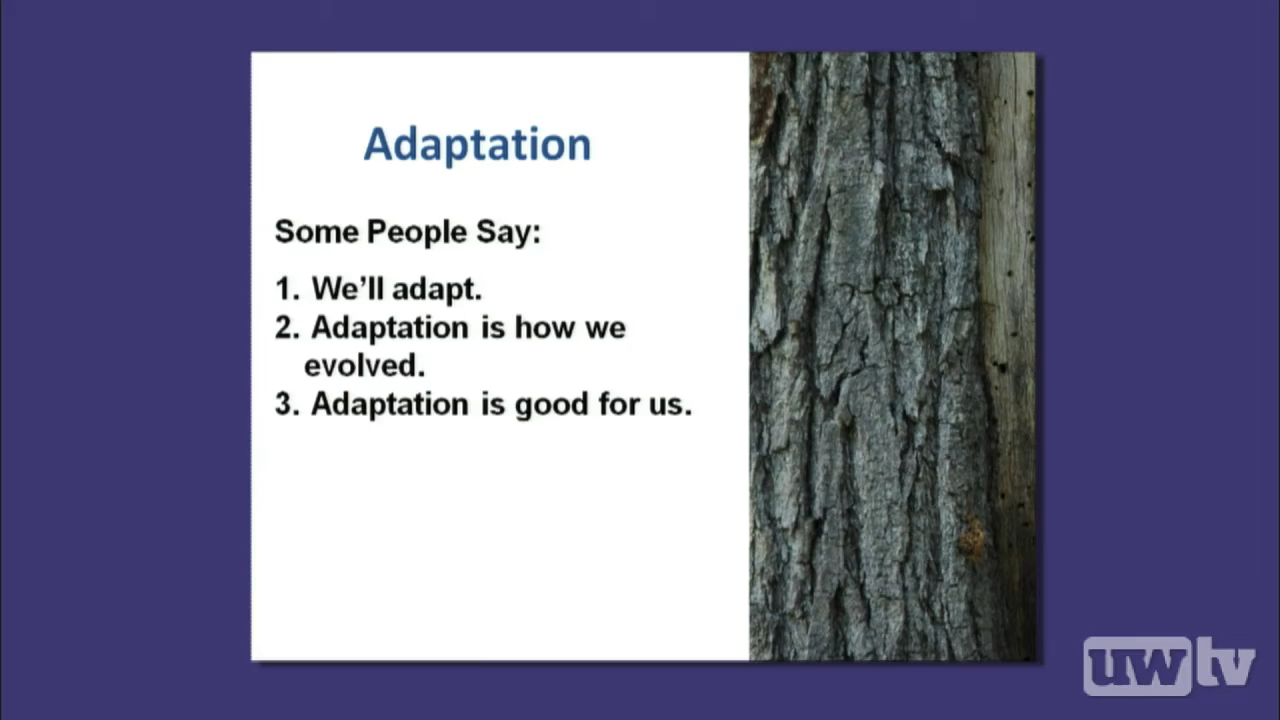 Adaptation
Some People Say:
1. We'll adapt.
2. Adaptation is how we
evolved.
3. Adaptation is good for us.
uwtv